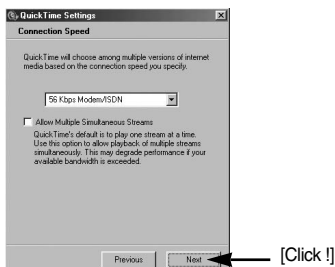 QuickTime Settings
Connection Speed
QuickTime will choose among multiple versions of internet
media based on the connection speed you specify.
56 Kbps Modem/ISDN
Allow Multiple Simultaneous Streams
QuickTime's default is to play one stream at a time.
Use this option to allow playback of multiple streams
simultaneously. This may degrade performance if your
available bandwidth is exceeded.
Previous
Next
[Click !]